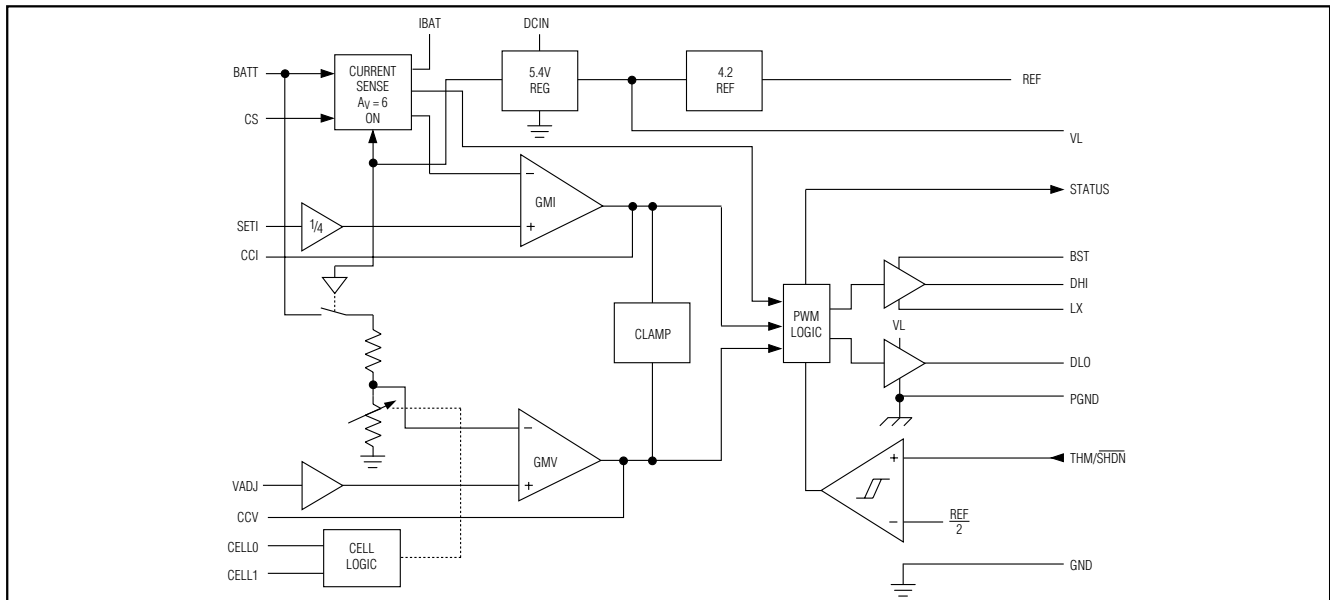 IBAT
DCIN
BATT
CURRENT
SENSE
AV = 6
ON
5.4V
REG
4.2
REF
REF
CS
VL
STATUS
GMI
−
+
SETI
1/4
CCI
BST
DHI
LX
PWM
LOGIC
CLAMP
VL
DLO
PGND
−
+
GMV
THM/SHDN
+
−
REF
2
VADJ
CCV
CELL0
CELL1
CELL
LOGIC
GND